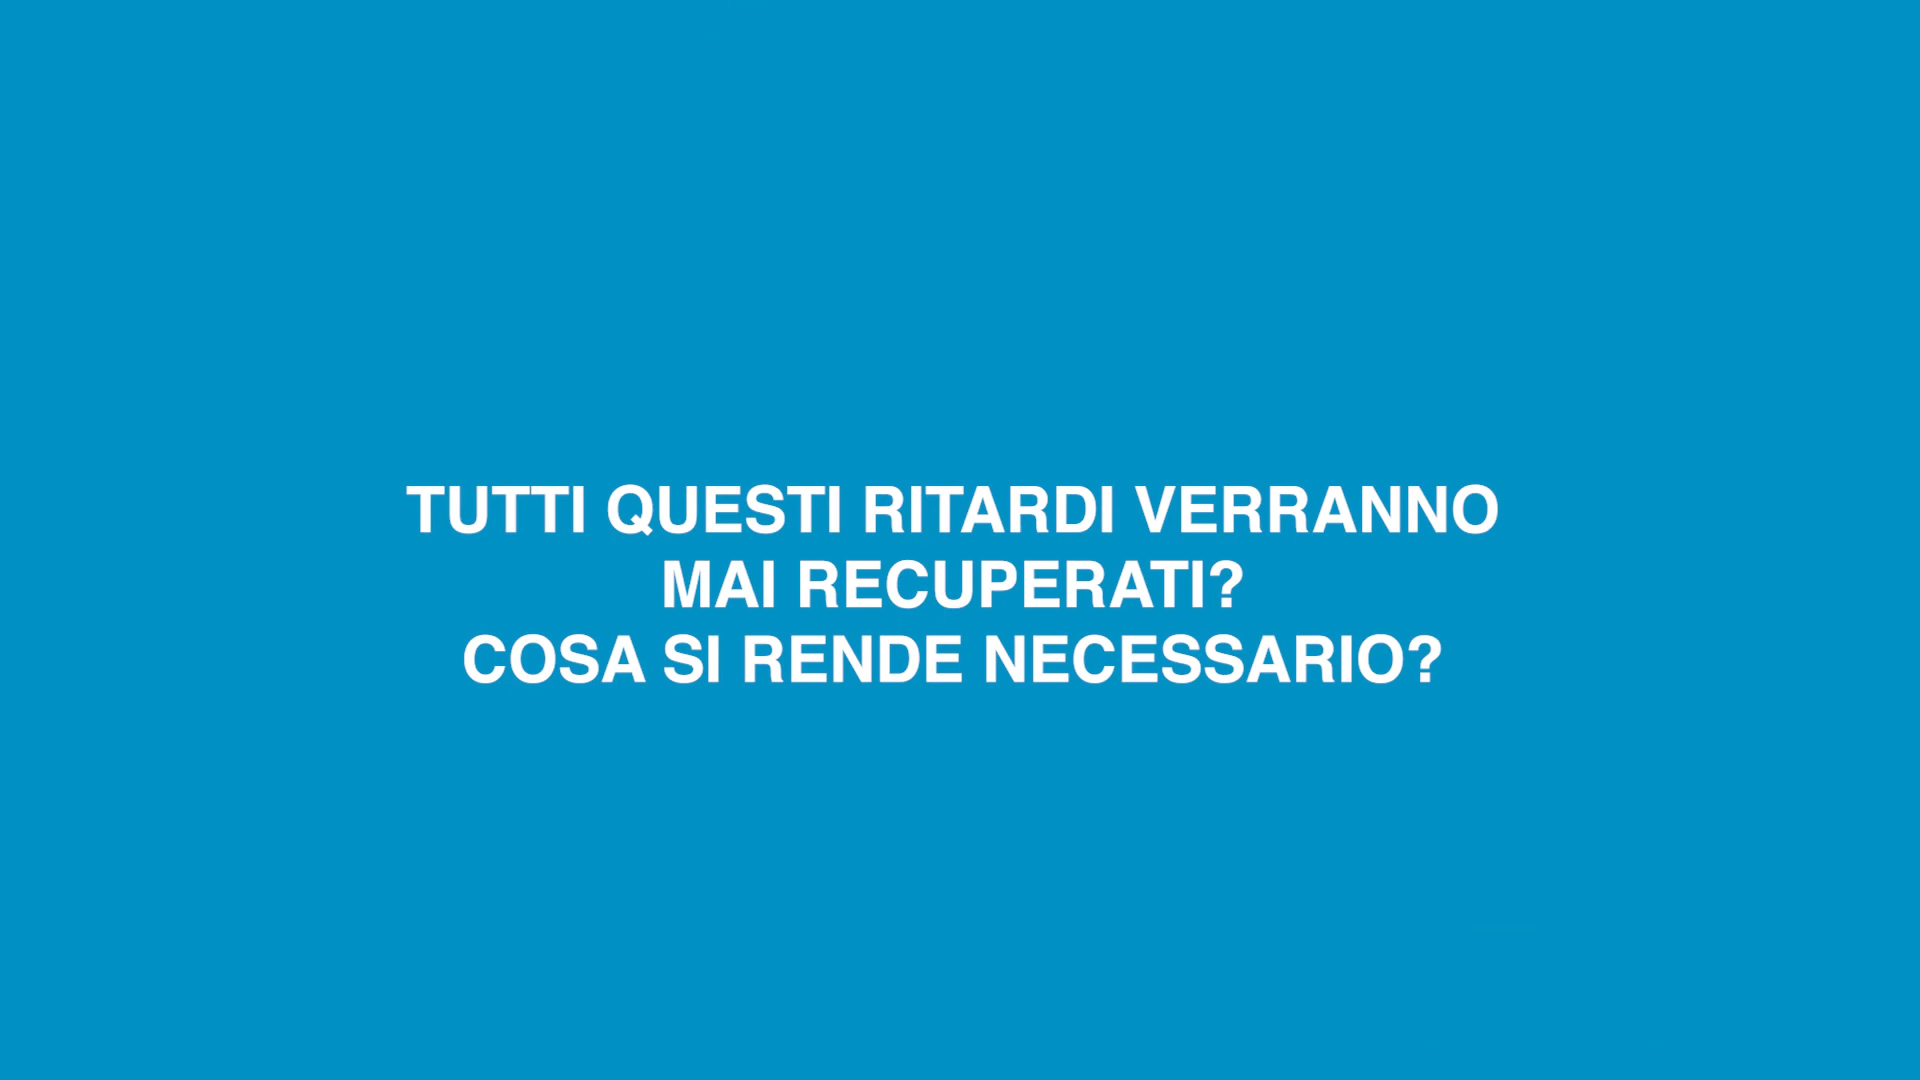 TUTTI QUESTI RITARDI VERRANNO
MAI RECUPERATI?
COSA SI RENDE NECESSARIO?